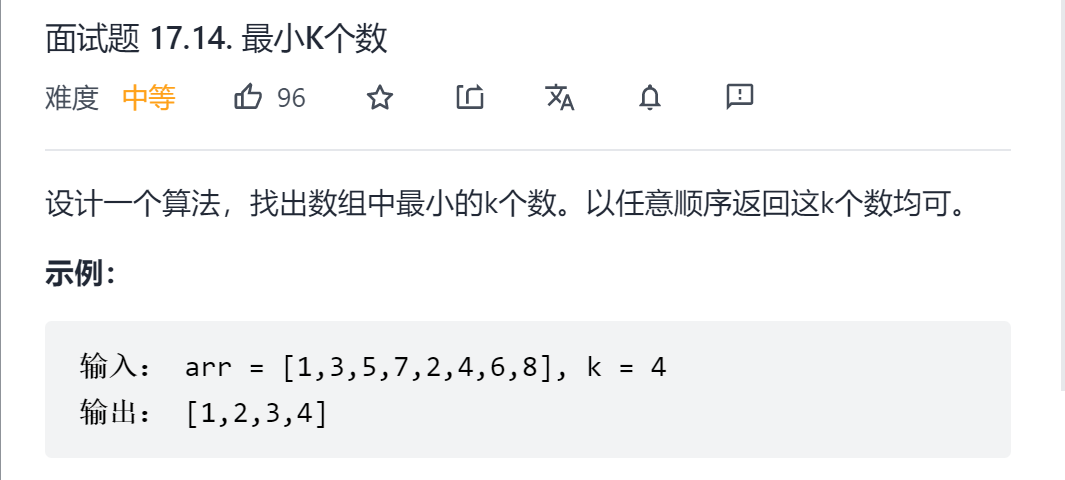 面试题 17.14. 最小K个数
难度 中等 96
设计一个算法，找出数组中最小的k个数。以任意顺序返回这k个数均可。
示例：
输入： arr = [1,3,5,7,2,4,6,8], k = 4
输出： [1,2,3,4]